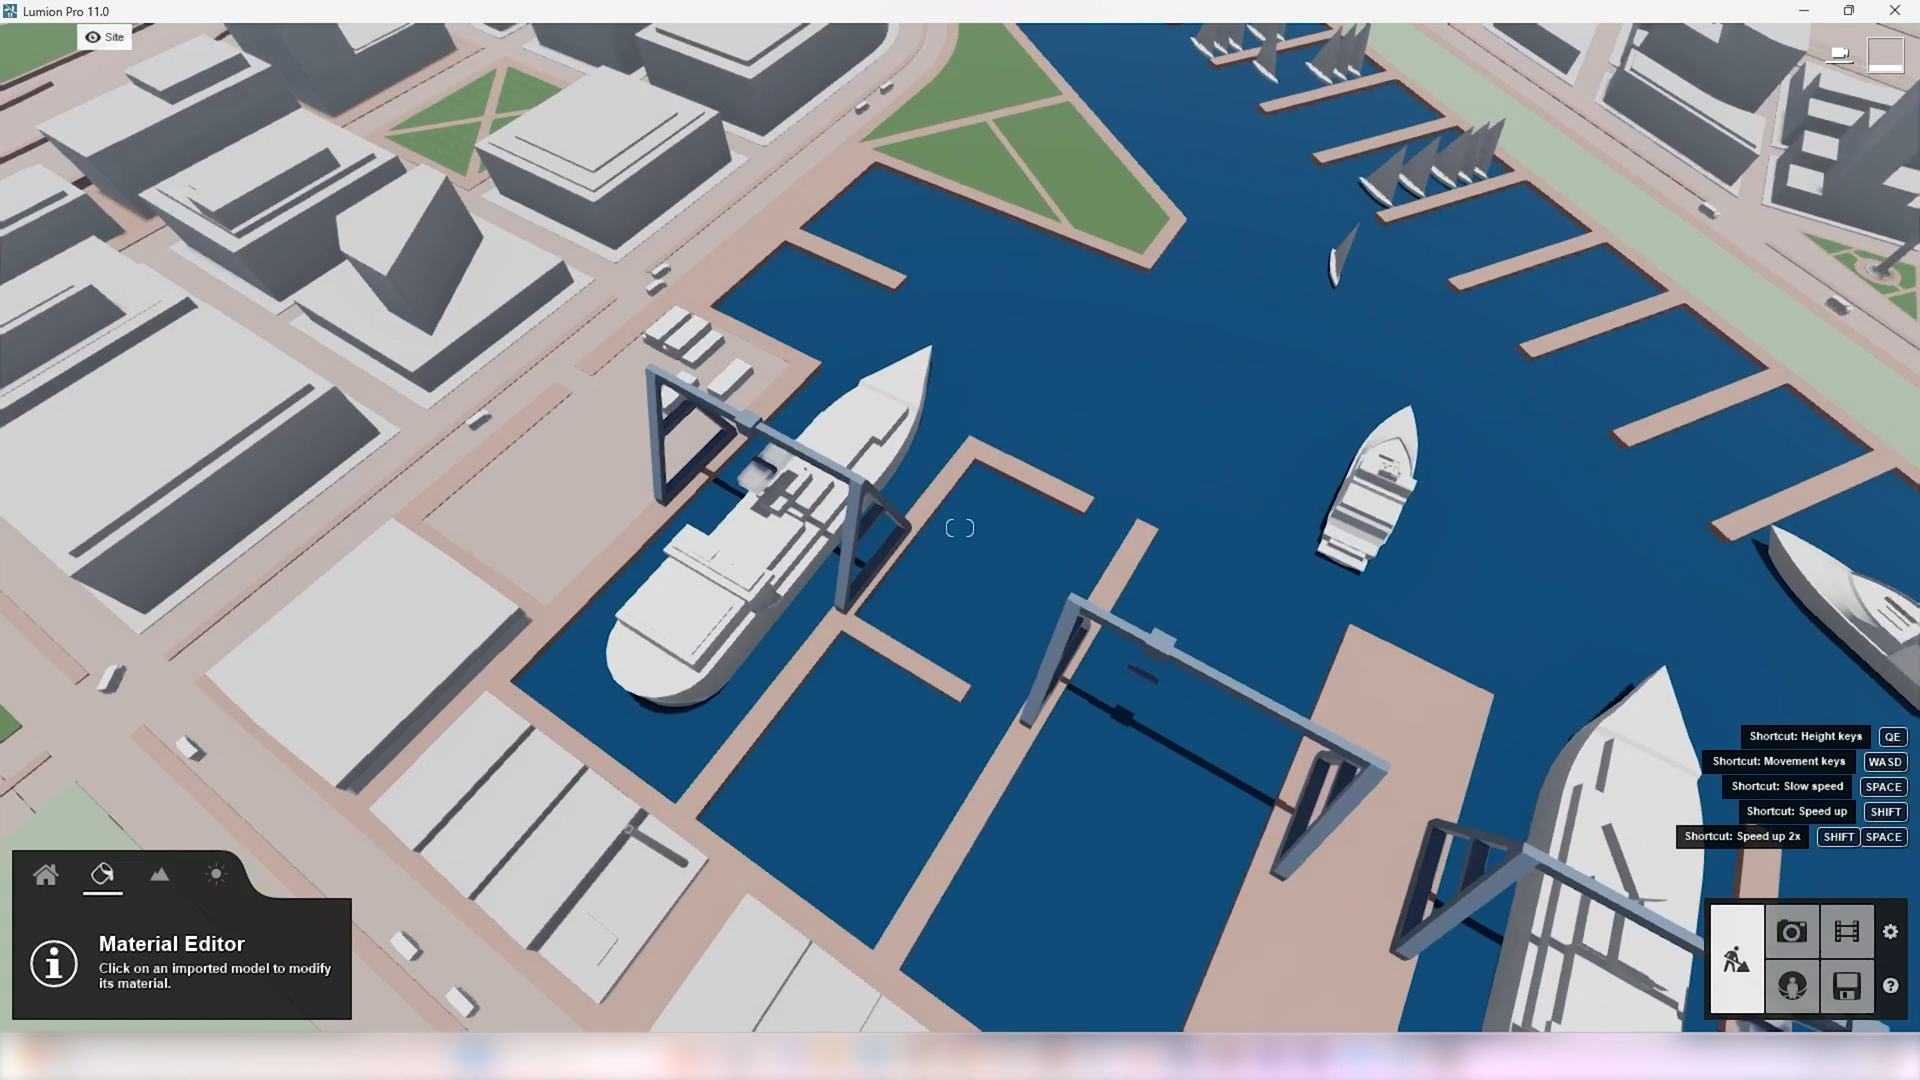 Lumion Pro 11.0
Site
Shortcut: Height keys QE
Shortcut: Movement keys WASD
Shortcut: Slow speed SPACE
Shortcut: Speed up SHIFT
Shortcut: Speed up 2x SHIFT SPACE
Material Editor
Click on an imported model to modify
its material.